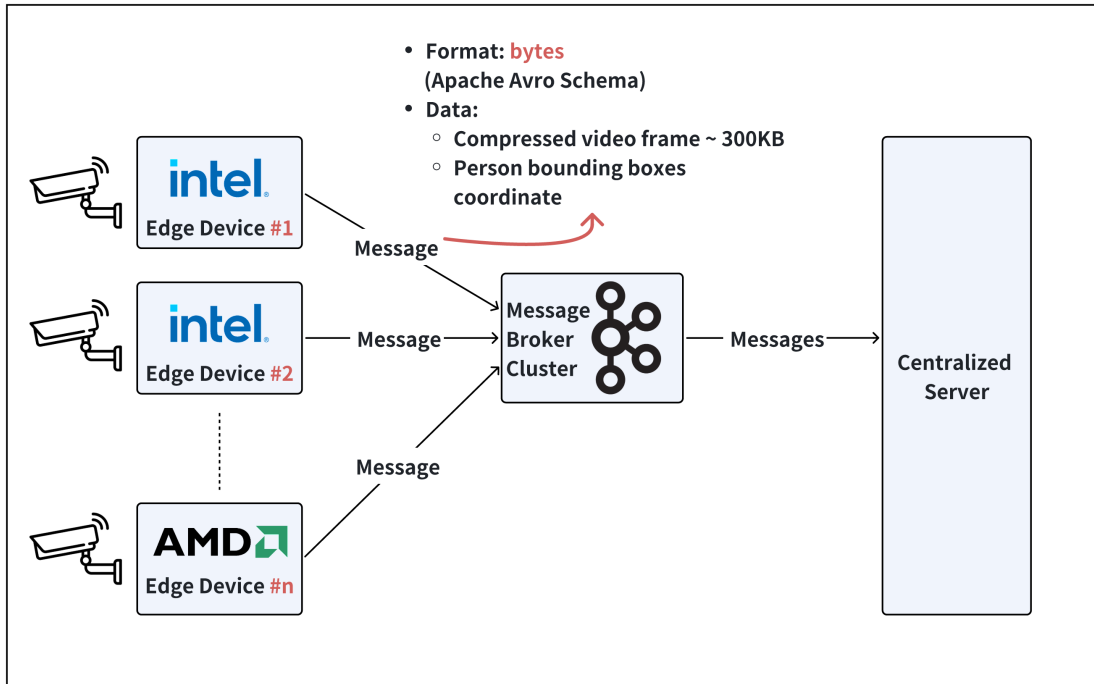 • Format: bytes
(Apache Avro Schema)
• Data:
◦ Compressed video frame ~ 300KB
◦ Person bounding boxes
coordinate
intel.
Edge Device #1
Message
intel.
Edge Device #2
Message
Message
Broker
Cluster
Messages
Centralized
Server
Message
AMD
Edge Device #n